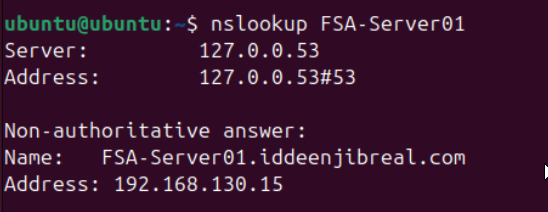 ubuntu@ubuntu:~$ nslookup FSA-Server01
Server:         127.0.0.53
Address:        127.0.0.53#53
Non-authoritative answer:
Name:   FSA-Server01.iddeenjibreal.com
Address: 192.168.130.15